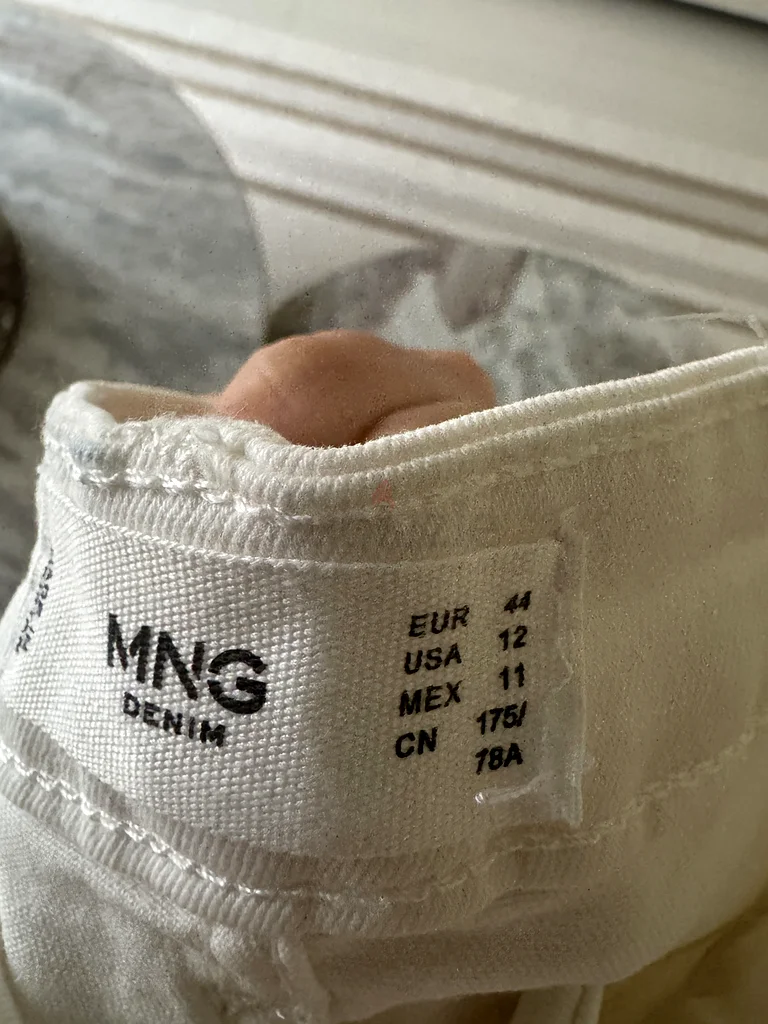 MNG
DENIM
EUR 44
USA 12
MEX 11
CN 175/
78A